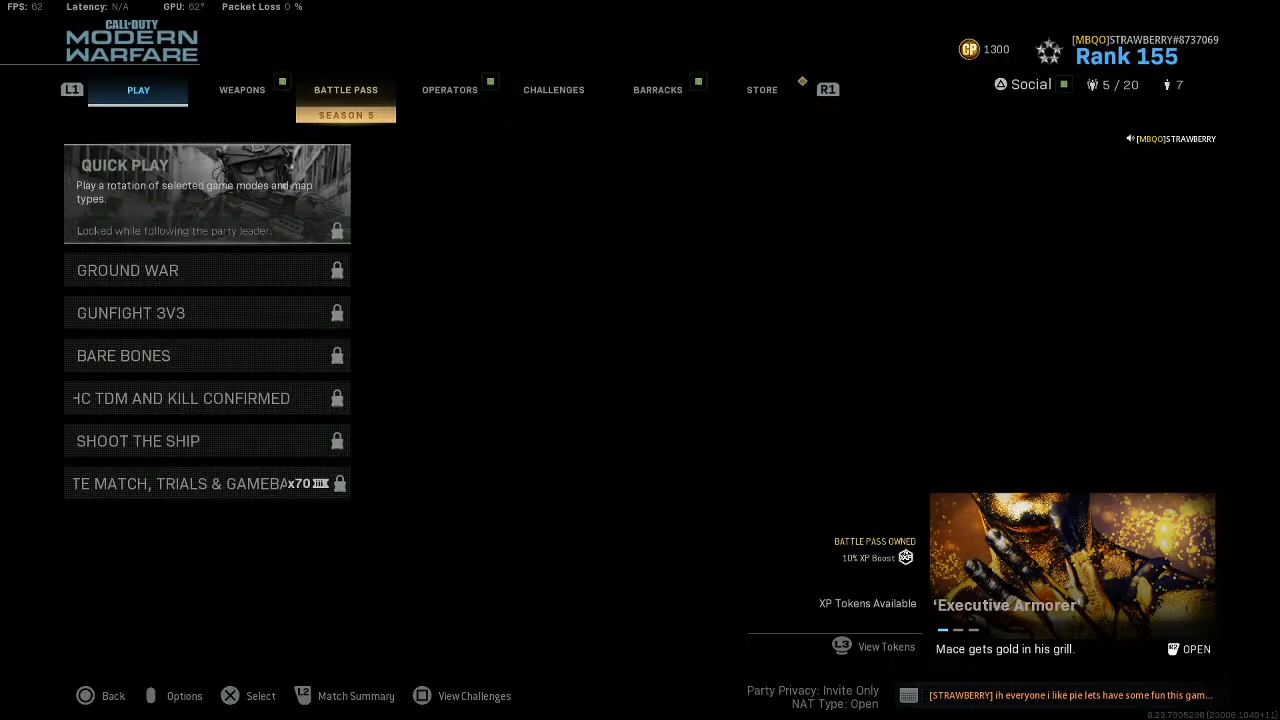 FPS: 62 Latency: N/A GPU: 62° Packet Loss 0 %
CALL OF DUTY
MODERN
WARFARE
CP 1300
[MBQO]STRAWBERRY#8737069
Rank 155
L1 PLAY WEAPONS BATTLE PASS OPERATORS CHALLENGES BARRACKS STORE R1
SEASON 5
Social 5 / 20 7
[MBQO]STRAWBERRY
QUICK PLAY
Play a rotation of selected game modes and map
types.
Locked while following the party leader.
GROUND WAR
GUNFIGHT 3V3
BARE BONES
HC TDM AND KILL CONFIRMED
SHOOT THE SHIP
TE MATCH, TRIALS & GAMEBA x70
BATTLE PASS OWNED
10% XP Boost
XP Tokens Available
L3 View Tokens
'Executive Armorer'
Mace gets gold in his grill.
R2 OPEN
Back Options Select L2 Match Summary View Challenges
Party Privacy: Invite Only
NAT Type: Open
[STRAWBERRY] ih everyone i like pie lets have some fun this gam...